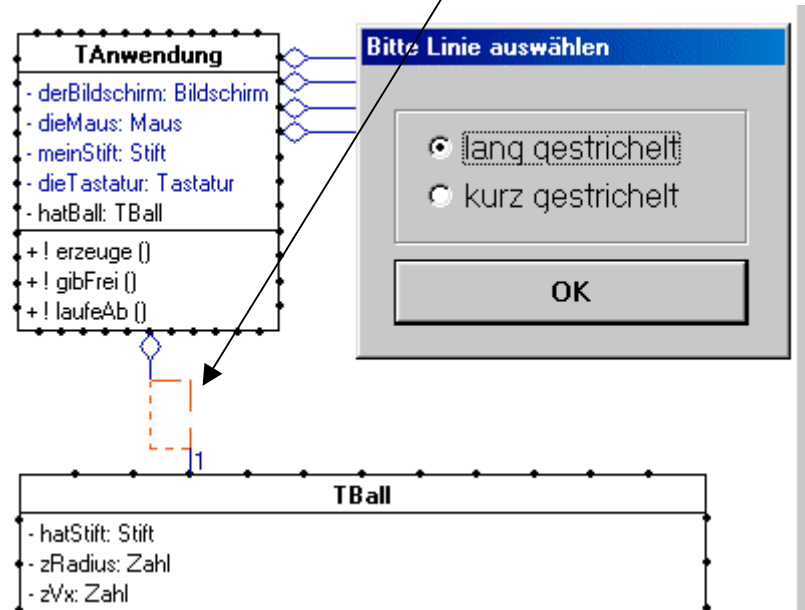 TAnwendung
- derBildschirm: Bildschirm
- dieMaus: Maus
- meinStift: Stift
- dieTastatur: Tastatur
- hatBall: TBall
+ ! erzeuge ()
+ ! gibFrei ()
+ ! laufeAb ()
Bitte Linie auswählen
lang gestrichelt
kurz gestrichelt
OK
1
TBall
- hatStift: Stift
- zRadius: Zahl
- zVx: Zahl